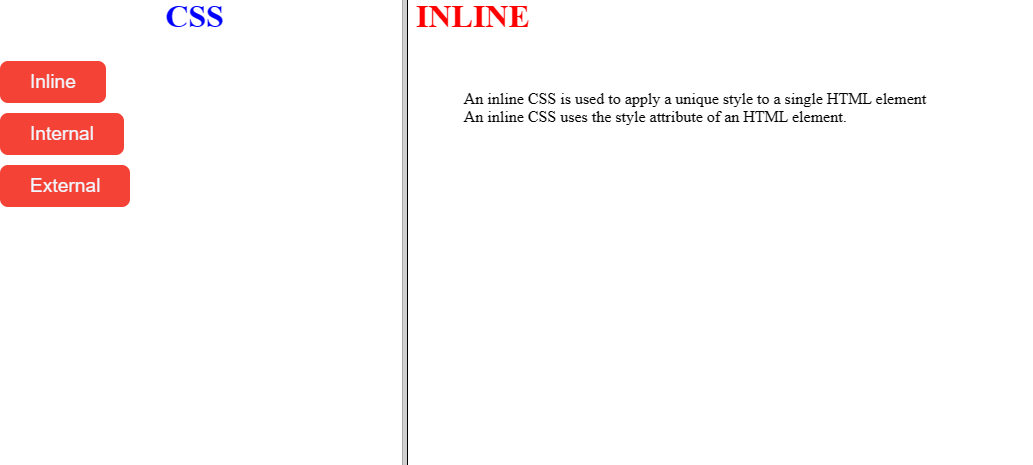 CSS
Inline
Internal
External
INLINE
An inline CSS is used to apply a unique style to a single HTML element
An inline CSS uses the style attribute of an HTML element.